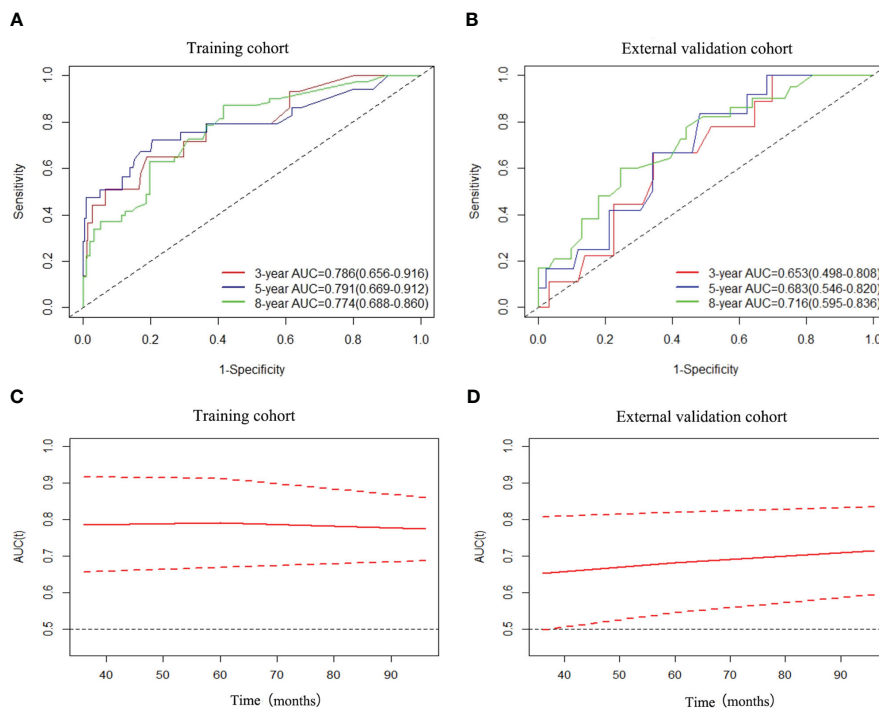 A
Training cohort
Sensitivity
1.0
0.8
0.6
0.4
0.2
0.0
3-year AUC=0.786(0.656-0.916)
5-year AUC=0.791(0.669-0.912)
8-year AUC=0.774(0.688-0.860)
0.0 0.2 0.4 0.6 0.8 1.0
1-Specificity
B
External validation cohort
Sensitivity
1.0
0.8
0.6
0.4
0.2
0.0
3-year AUC=0.653(0.498-0.808)
5-year AUC=0.683(0.546-0.820)
8-year AUC=0.716(0.595-0.836)
0.0 0.2 0.4 0.6 0.8 1.0
1-Specificity
C
Training cohort
AUC(t)
1.0
0.9
0.8
0.7
0.6
0.5
40 50 60 70 80 90
Time (months)
D
External validation cohort
AUC(t)
1.0
0.9
0.8
0.7
0.6
0.5
40 50 60 70 80 90
Time (months)